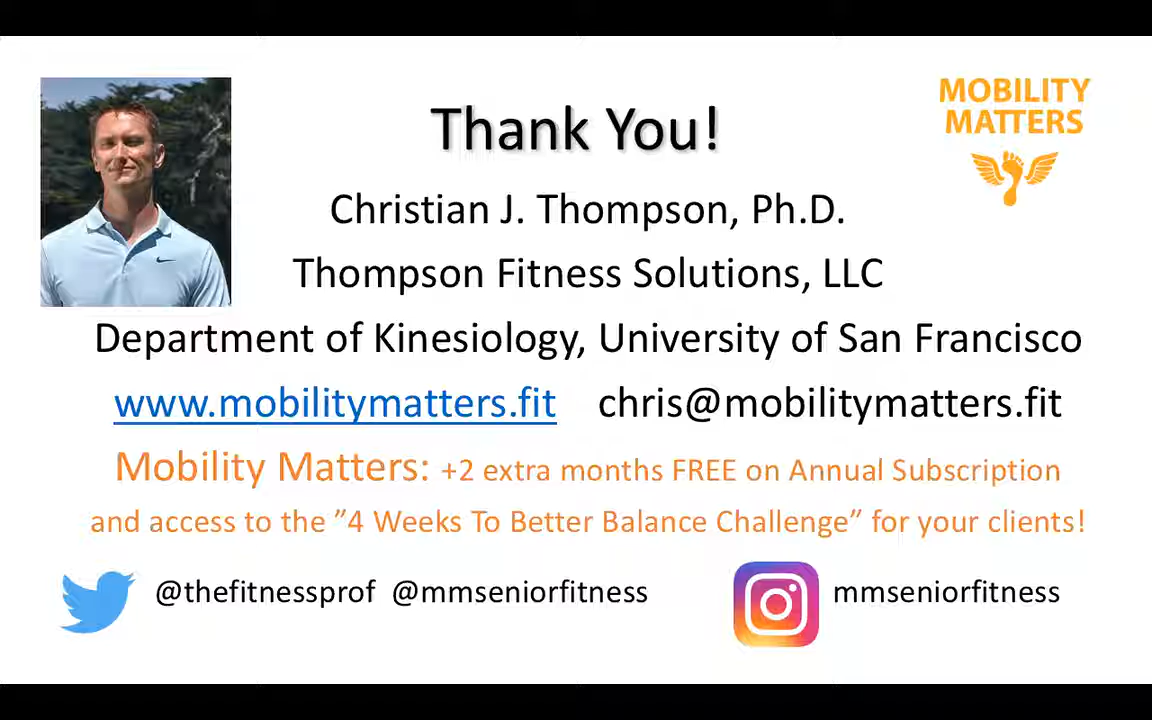 MOBILITY
MATTERS
Thank You!
Christian J. Thompson, Ph.D.
Thompson Fitness Solutions, LLC
Department of Kinesiology, University of San Francisco
www.mobilitymatters.fit chris@mobilitymatters.fit
Mobility Matters: +2 extra months FREE on Annual Subscription
and access to the ”4 Weeks To Better Balance Challenge” for your clients!
@thefitnessprof @mmseniorfitness mmseniorfitness